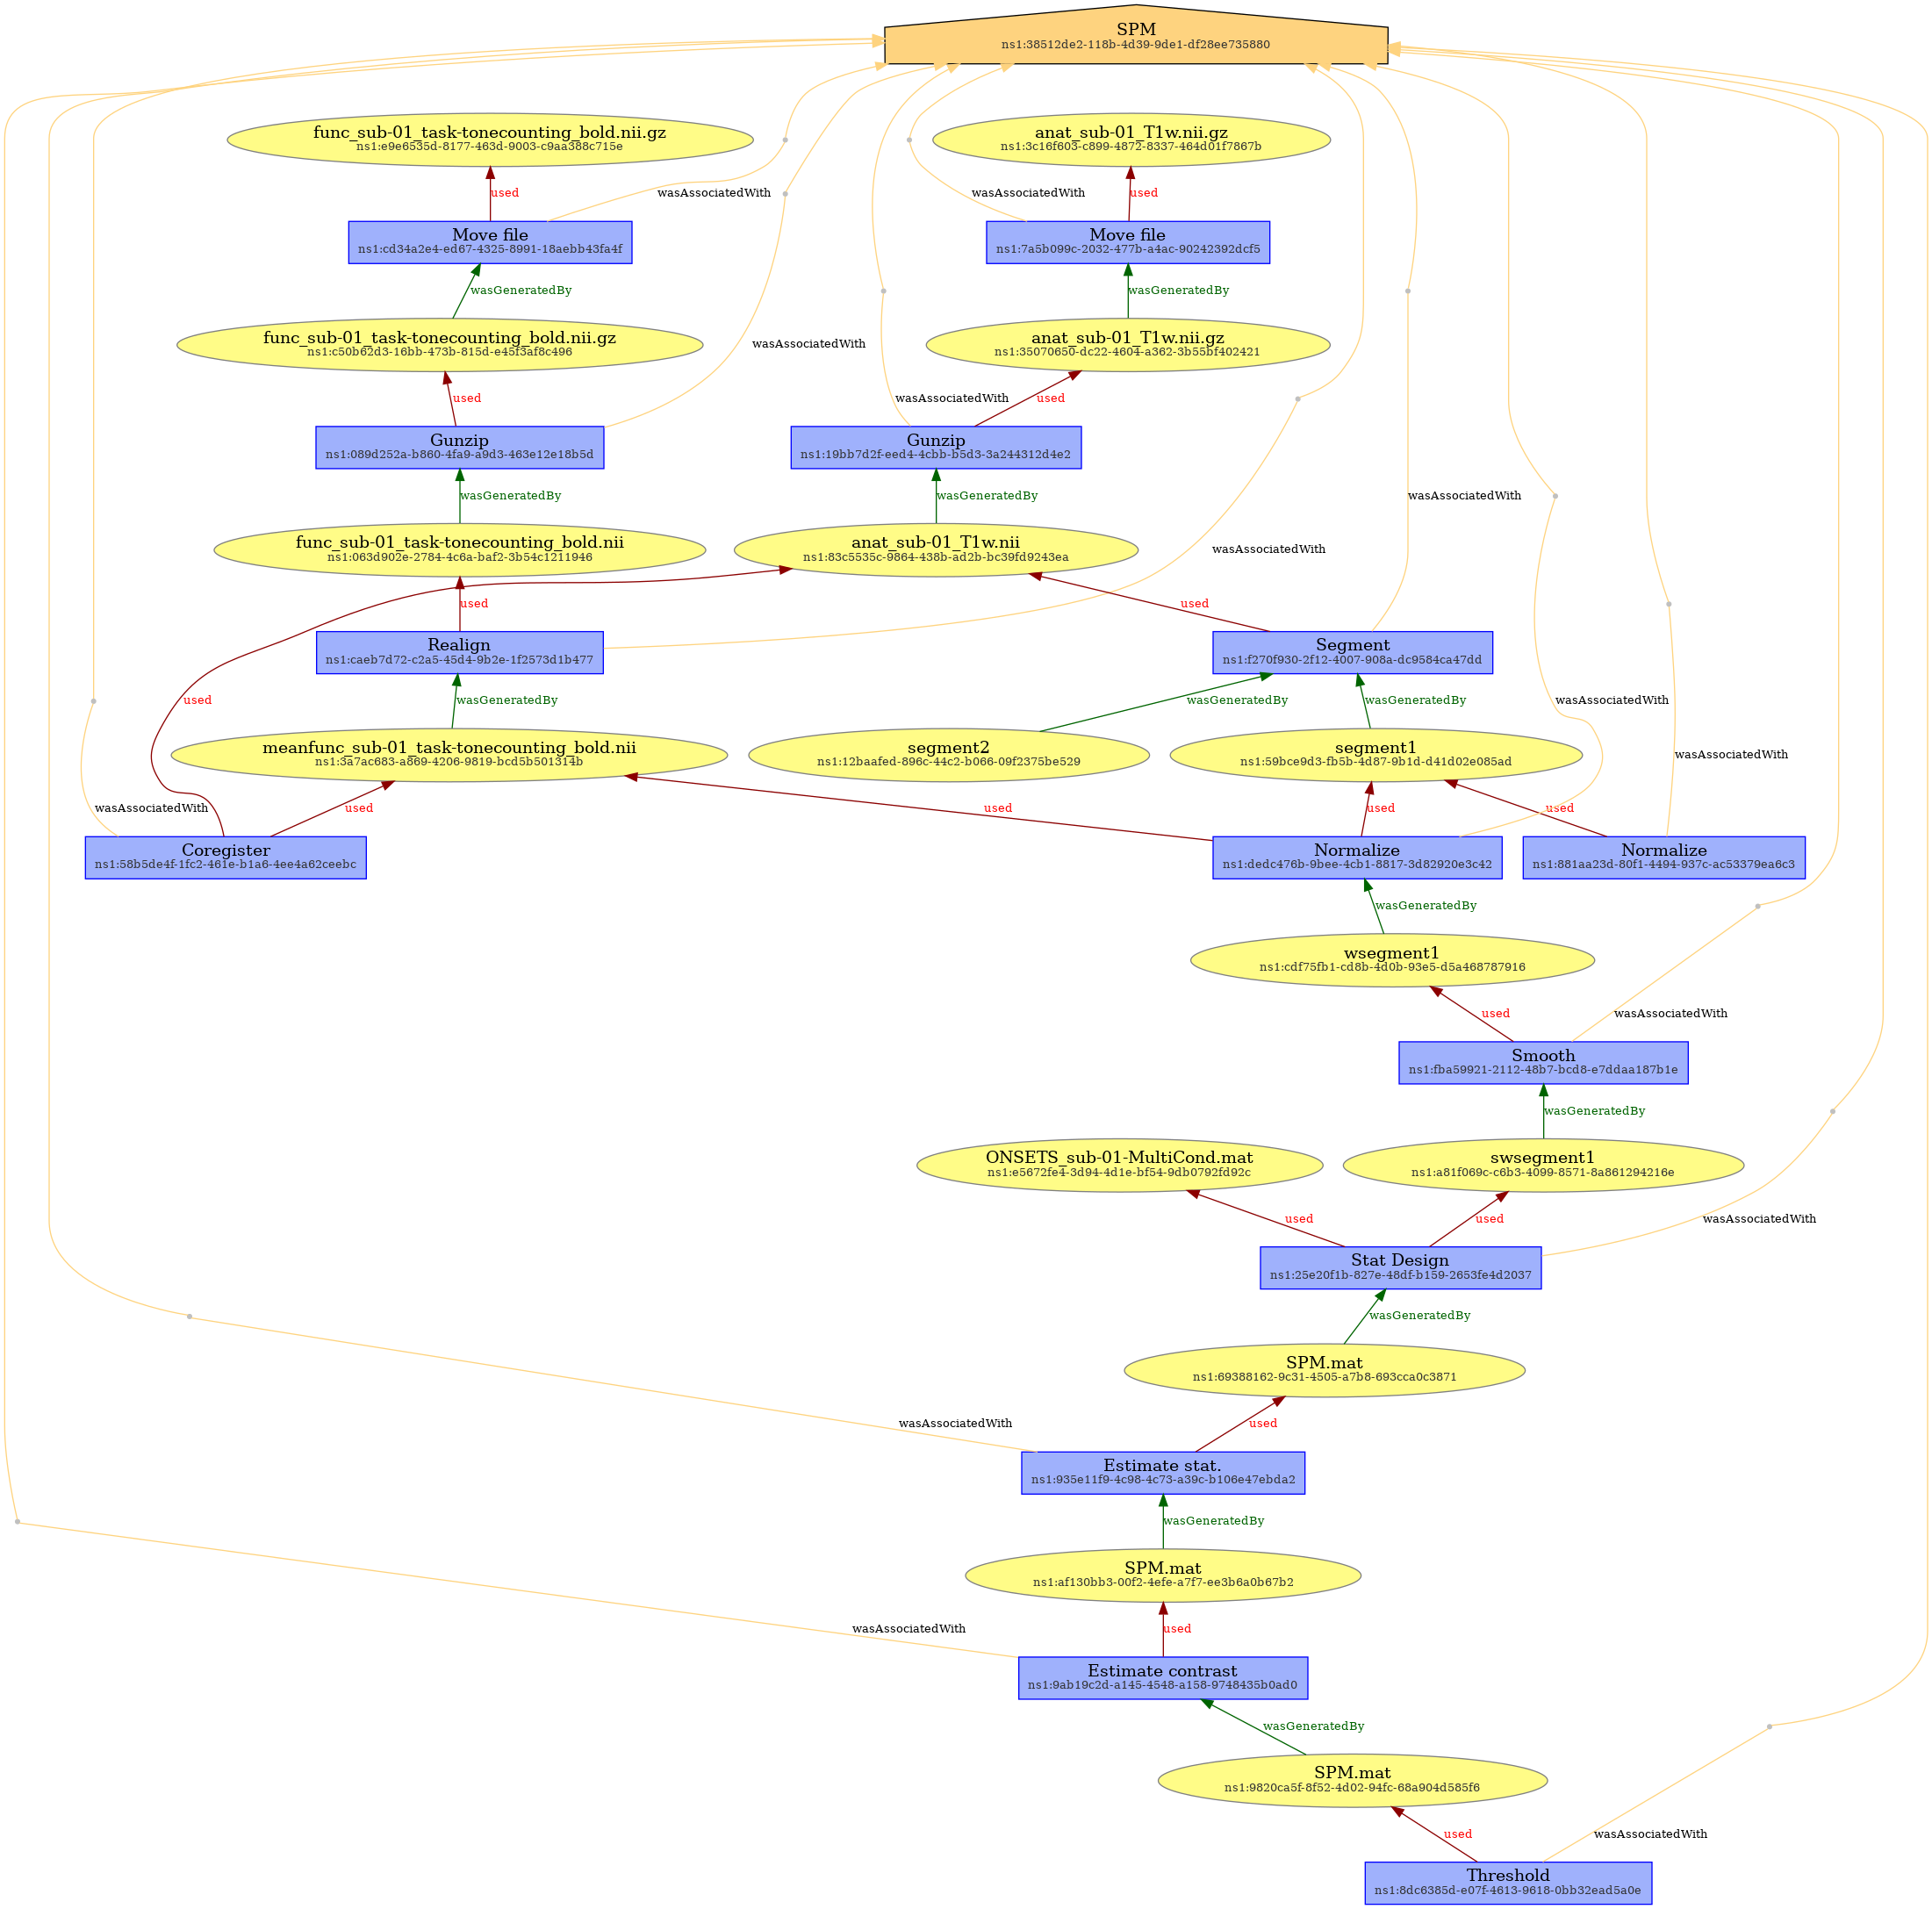 SPM
ns1:38512de2-118b-4d39-9de1-df28ee735880
func_sub-01_task-tonecounting_bold.nii.gz
ns1:e9e6535d-8177-463d-9003-c9aa388c715e
anat_sub-01_T1w.nii.gz
ns1:3c16f603-c899-4872-8337-464d01f7867b
used
wasAssociatedWith
wasAssociatedWith
used
Move file
ns1:cd34a2e4-ed67-4325-8991-18aebb43fa4f
Move file
ns1:7a5b099c-2032-477b-a4ac-90242392dcf5
wasGeneratedBy
wasGeneratedBy
func_sub-01_task-tonecounting_bold.nii.gz
ns1:c50b62d3-16bb-473b-815d-e45f3af8c496
wasAssociatedWith
anat_sub-01_T1w.nii.gz
ns1:35070650-dc22-4604-a362-3b55bf402421
used
wasAssociatedWith
used
Gunzip
ns1:089d252a-b860-4fa9-a9d3-463e12e18b5d
Gunzip
ns1:19bb7d2f-eed4-4cbb-b5d3-3a244312d4e2
wasGeneratedBy
wasGeneratedBy
wasAssociatedWith
func_sub-01_task-tonecounting_bold.nii
ns1:063d902e-2784-4c6a-baf2-3b54c1211946
anat_sub-01_T1w.nii
ns1:83c5535c-9864-438b-ad2b-bc39fd9243ea
wasAssociatedWith
used
used
Realign
ns1:caeb7d72-c2a5-45d4-9b2e-1f2573d1b477
Segment
ns1:f270f930-2f12-4007-908a-dc9584ca47dd
used
wasGeneratedBy
wasGeneratedBy
wasGeneratedBy
wasAssociatedWith
meanfunc_sub-01_task-tonecounting_bold.nii
ns1:3a7ac683-a869-4206-9819-bcd5b501314b
segment2
ns1:12baafed-896c-44c2-b066-09f2375be529
segment1
ns1:59bce9d3-fb5b-4d87-9b1d-d41d02e085ad
wasAssociatedWith
wasAssociatedWith
used
used
used
used
Coregister
ns1:58b5de4f-1fc2-461e-b1a6-4ee4a62ceebc
Normalize
ns1:dedc476b-9bee-4cb1-8817-3d82920e3c42
Normalize
ns1:881aa23d-80f1-4494-937c-ac53379ea6c3
wasGeneratedBy
wsegment1
ns1:cdf75fb1-cd8b-4d0b-93e5-d5a468787916
used
wasAssociatedWith
Smooth
ns1:fba59921-2112-48b7-bcd8-e7ddaa187b1e
wasGeneratedBy
ONSETS_sub-01-MultiCond.mat
ns1:e5672fe4-3d94-4d1e-bf54-9db0792fd92c
swsegment1
ns1:a81f069c-c6b3-4099-8571-8a861294216e
used
used
wasAssociatedWith
Stat Design
ns1:25e20f1b-827e-48df-b159-2653fe4d2037
wasGeneratedBy
SPM.mat
ns1:69388162-9c31-4505-a7b8-693cca0c3871
wasAssociatedWith
used
Estimate stat.
ns1:935e11f9-4c98-4c73-a39c-b106e47ebda2
wasGeneratedBy
SPM.mat
ns1:af130bb3-00f2-4efe-a7f7-ee3b6a0b67b2
wasAssociatedWith
used
Estimate contrast
ns1:9ab19c2d-a145-4548-a158-9748435b0ad0
wasGeneratedBy
SPM.mat
ns1:9820ca5f-8f52-4d02-94fc-68a904d585f6
used
wasAssociatedWith
Threshold
ns1:8dc6385d-e07f-4613-9618-0bb32ead5a0e